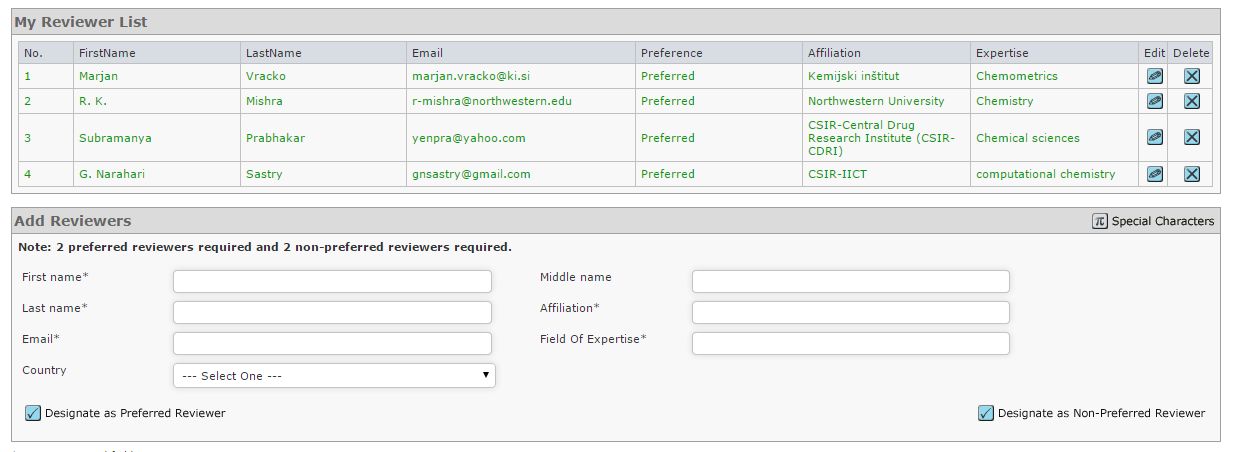 My Reviewer List
No. FirstName LastName Email Preference Affiliation Expertise Edit Delete
1 Marjan Vracko marjan.vracko@ki.si Preferred Kemijski inštitut Chemometrics
2 R. K. Mishra r-mishra@northwestern.edu Preferred Northwestern University Chemistry
3 Subramanya Prabhakar yenpra@yahoo.com Preferred CSIR-Central Drug
Research Institute (CSIR-
CDRI) Chemical sciences
4 G. Narahari Sastry gnsastry@gmail.com Preferred CSIR-IICT computational chemistry
Add Reviewers π Special Characters
Note: 2 preferred reviewers required and 2 non-preferred reviewers required.
First name* Middle name
Last name* Affiliation*
Email* Field Of Expertise*
Country --- Select One ---
Designate as Preferred Reviewer Designate as Non-Preferred Reviewer